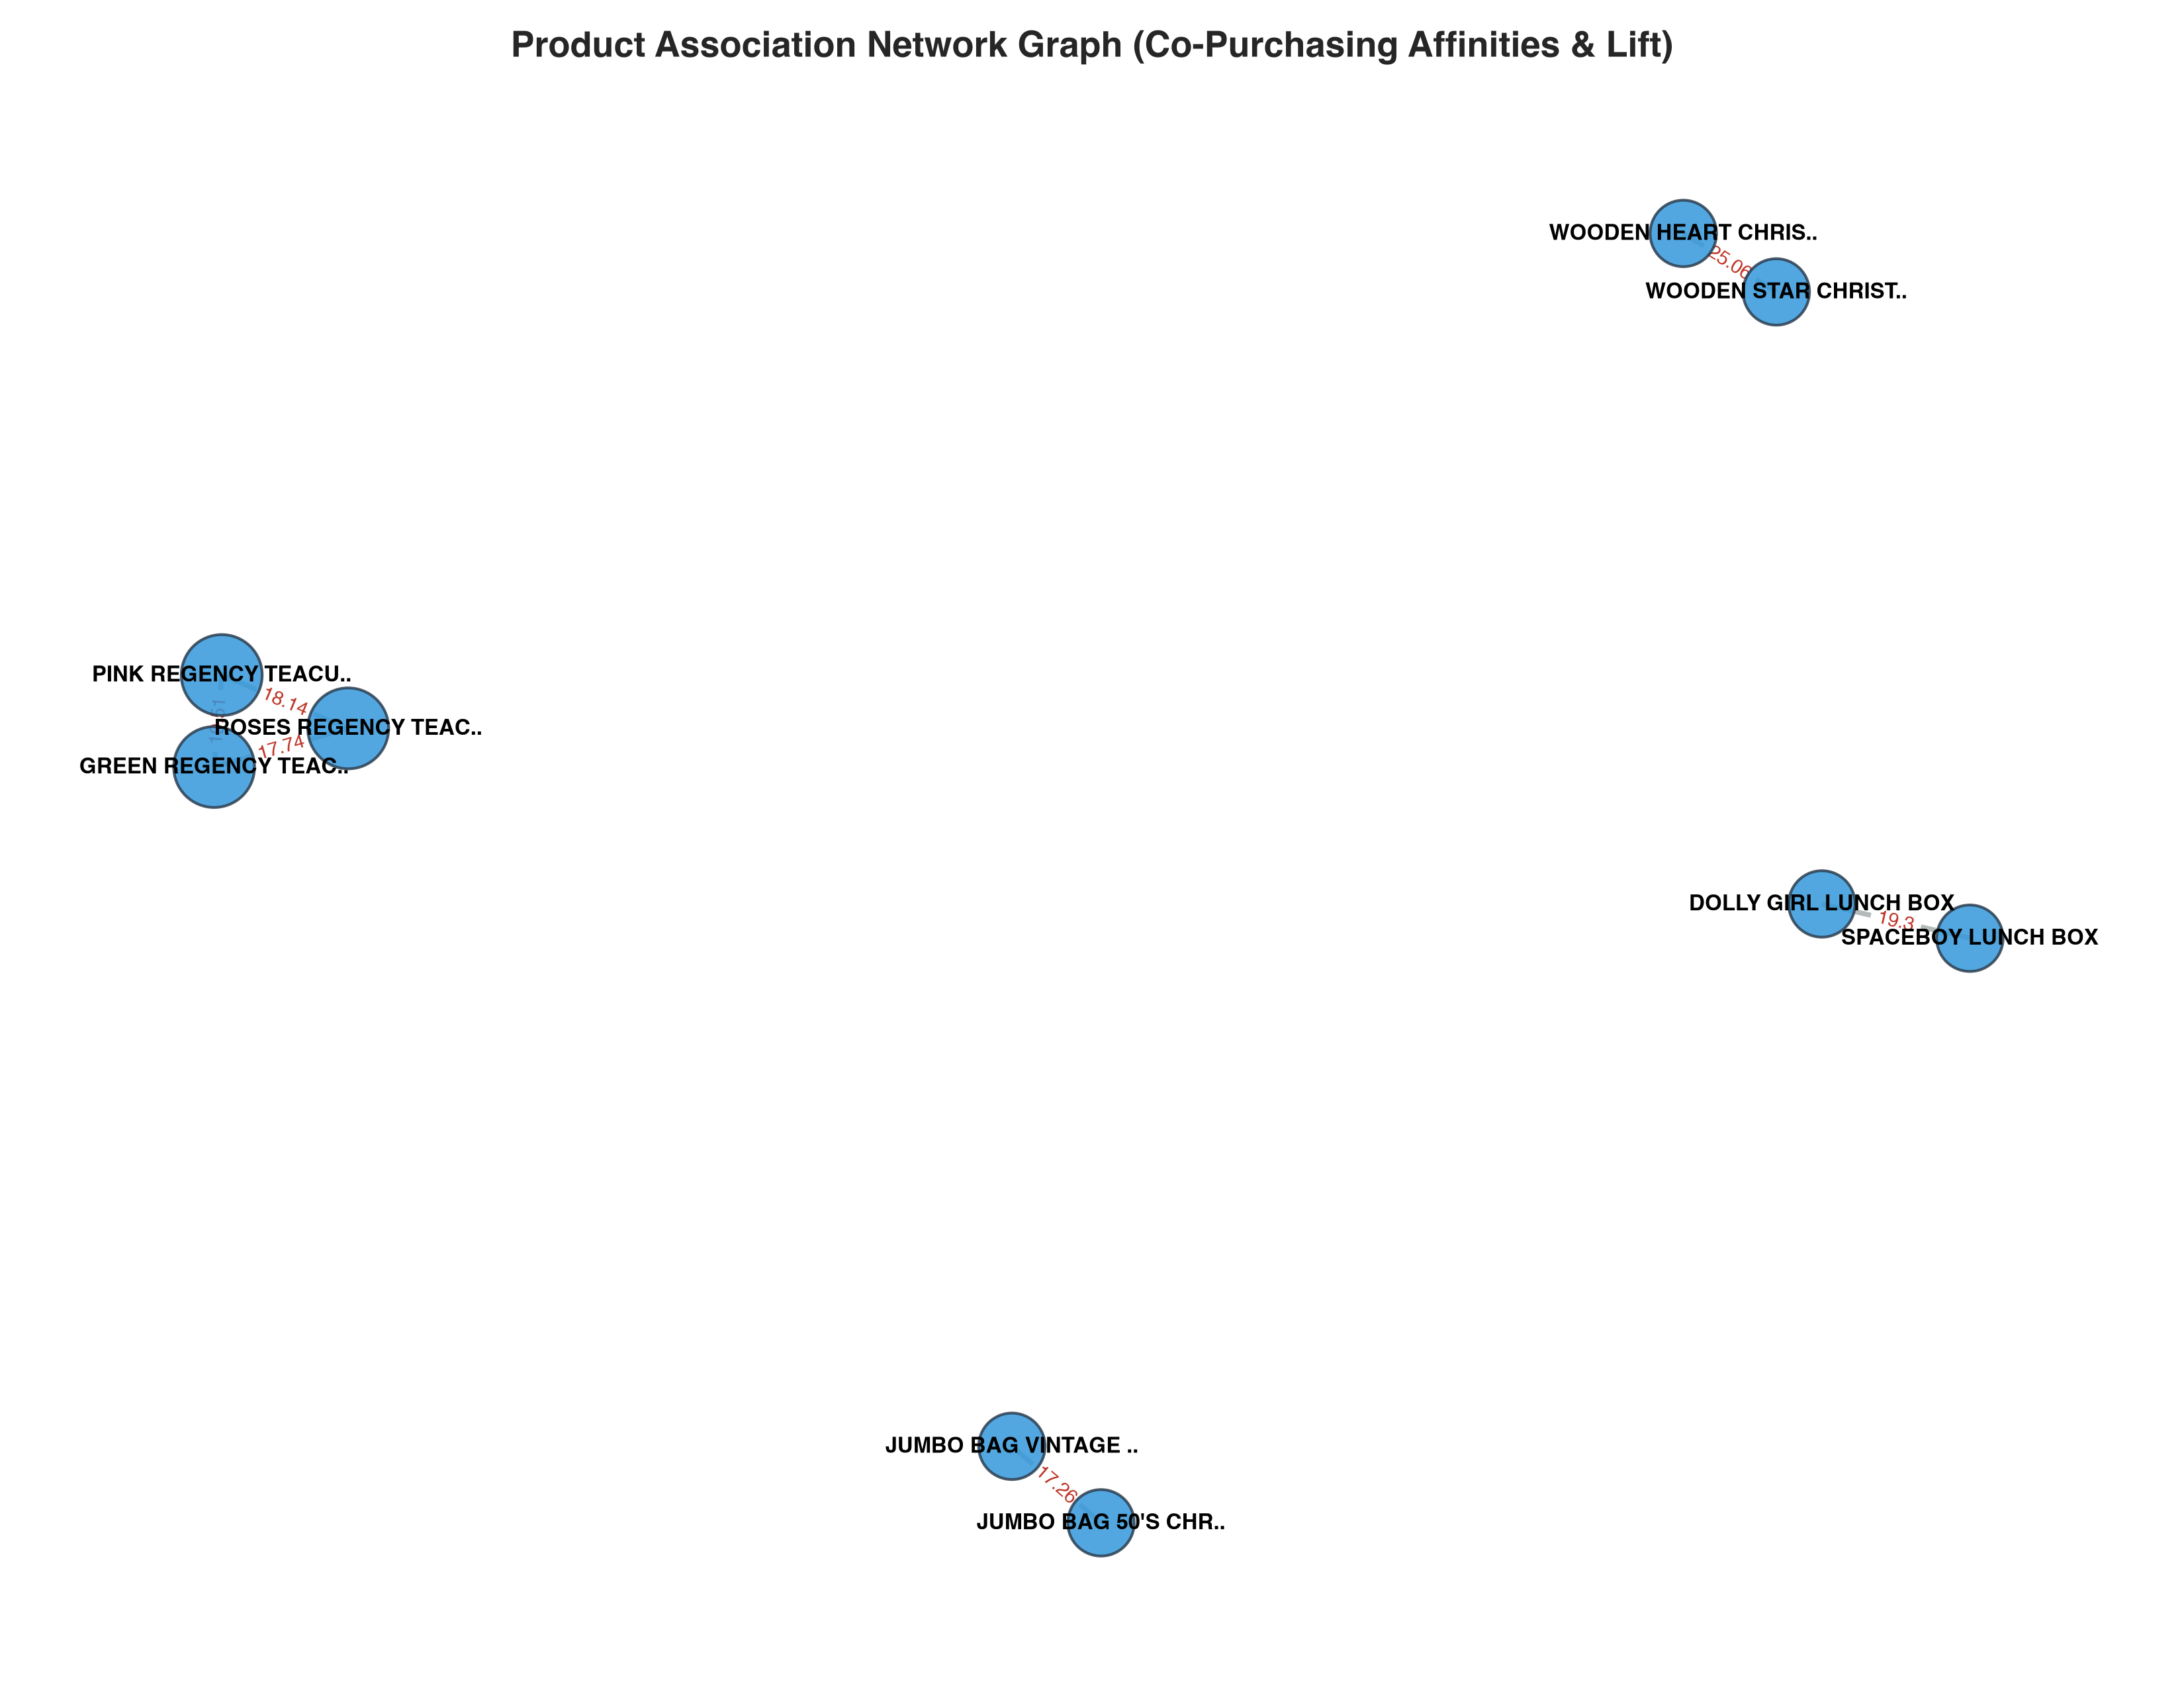 Product Association Network Graph (Co-Purchasing Affinities & Lift)
WOODEN HEART CHRIS..
25.06
WOODEN STAR CHRIST..
PINK REGENCY TEACU..
18.14
ROSES REGENCY TEAC..
17.74
GREEN REGENCY TEAC..
DOLLY GIRL LUNCH BOX
19.3
SPACEBOY LUNCH BOX
JUMBO BAG VINTAGE ..
17.26
JUMBO BAG 50'S CHR..